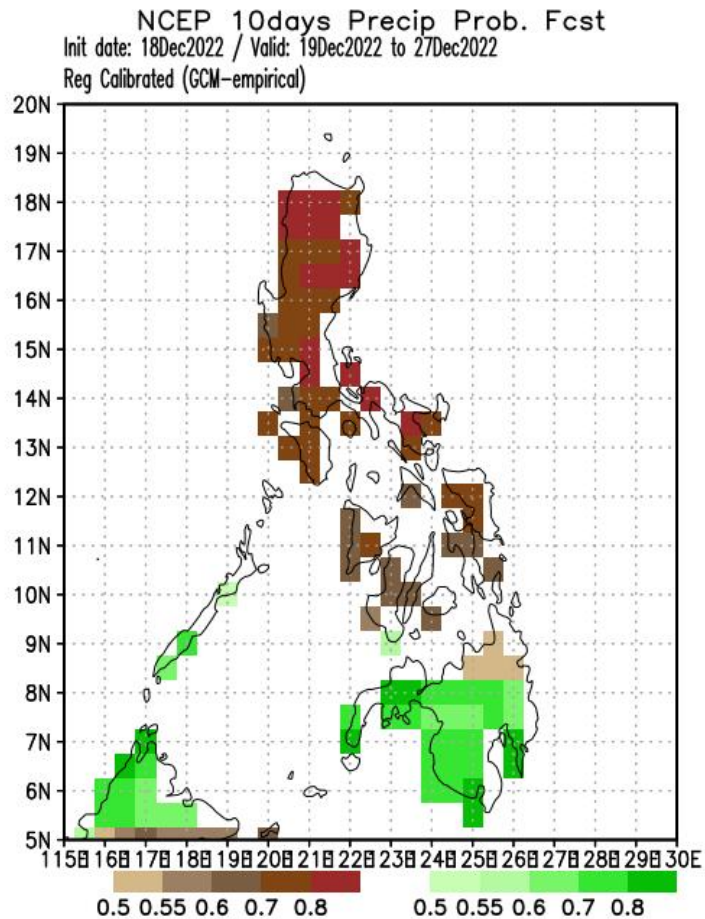 NCEP 10days Precip Prob. Fcst
Init date: 18Dec2022 / Valid: 19Dec2022 to 27Dec2022
Reg Calibrated (GCM-empirical)
20N
19N
18N
17N
16N
15N
14N
13N
12N
11N
10N
9N
8N
7N
6N
5N
115E 116E 117E 118E 119E 120E 121E 122E 123E 124E 125E 126E 127E 128E 129E 130E
0.5 0.55 0.6 0.7 0.8 0.5 0.55 0.6 0.7 0.8